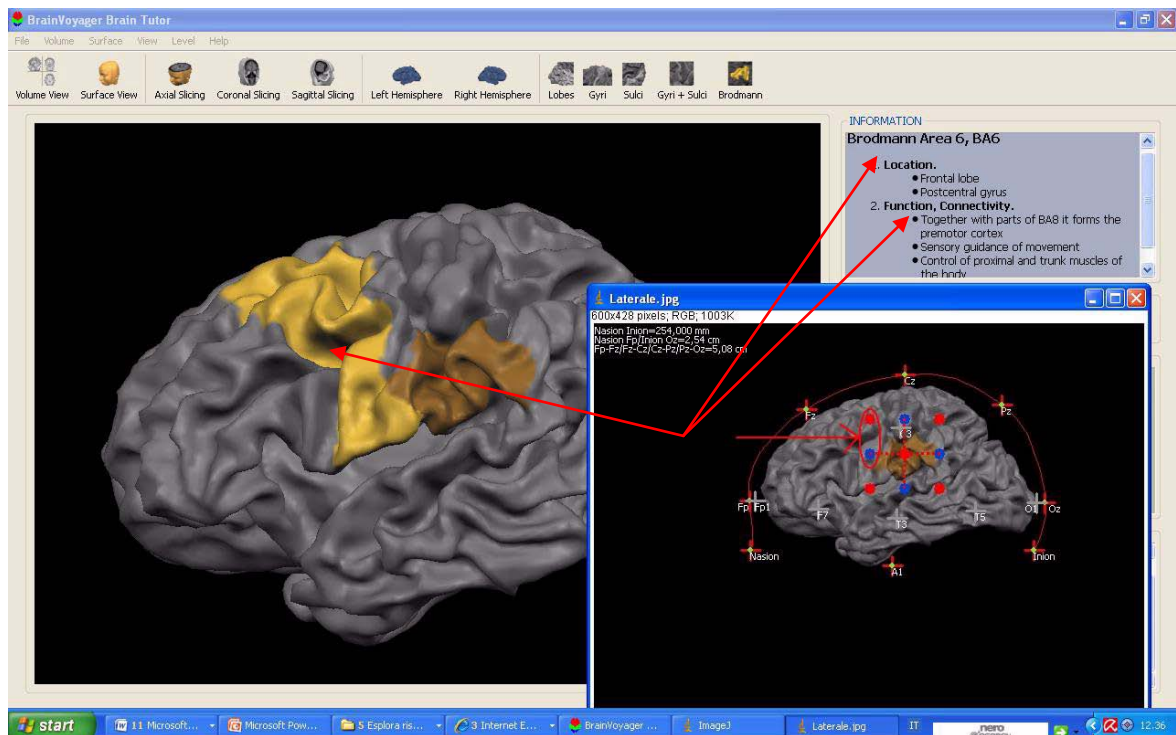 BrainVoyager Brain Tutor
File Volume Surface View Level Help
Volume View Surface View Axial Slicing Coronal Slicing Sagittal Slicing Left Hemisphere Right Hemisphere Lobes Gyri Sulci Gyri + Sulci Brodmann
INFORMATION
Brodmann Area 6, BA6
. Location.
● Frontal lobe
● Postcentral gyrus
2. Function, Connectivity.
● Together with parts of BA8 it forms the
premotor cortex
● Sensory guidance of movement
● Control of proximal and trunk muscles of
the body
Laterale.jpg
600x428 pixels; RGB; 1003K
Nasion Inion=254,000 mm
Nasion Fp/Inion Oz=2,54 cm
Fp-Fz/Fz-Cz/Cz-Pz/Pz-Oz=5,08 cm
Cz
Fz
Pz
Fp Fp1
F7
T3
T5
O1 Oz
Nasion
Inion
A1
start 11 Microsoft... Microsoft Pow... 5 Esplora ris... 3 Internet E... BrainVoyager ... ImageJ Laterale.jpg IT nero 12.36